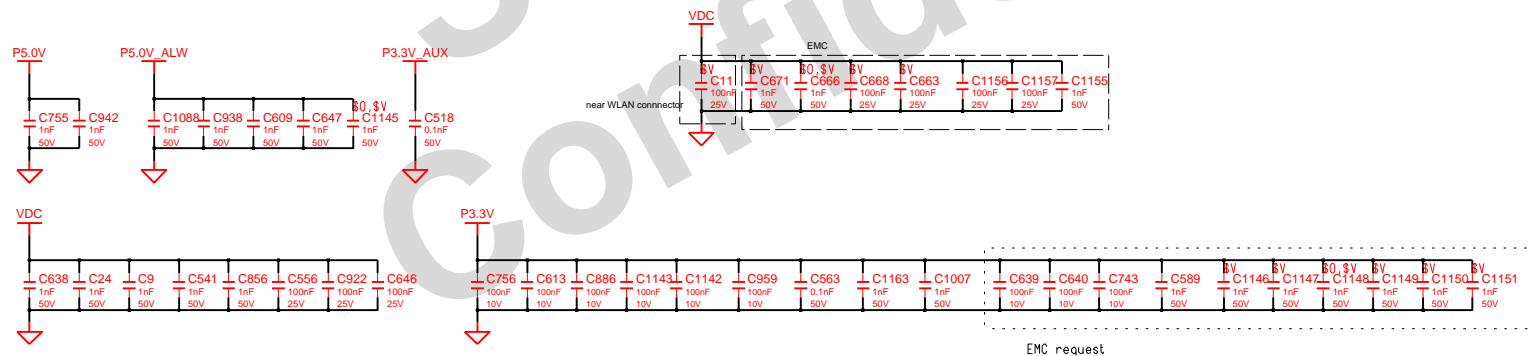 VDC
P5.0V P5.0V_ALW P3.3V_AUX
EMC
$V $V $O,$V $V $V
C11 C671 C666 C668 C663 C1156 C1157 C1155
100nF 1nF 1nF 100nF 100nF 100nF 100nF 1nF
25V 50V 50V 25V 25V 25V 25V 50V
near WLAN connnector
$O,$V
C755 C942 C1088 C938 C609 C647 C1145 C518
1nF 1nF 1nF 1nF 1nF 1nF 1nF 0.1nF
50V 50V 50V 50V 50V 50V 50V 50V
Confid
VDC P3.3V
$V $V $O,$V $V $V $V
C638 C24 C9 C541 C856 C556 C922 C646 C756 C613 C886 C1143 C1142 C959 C563 C1163 C1007 C639 C640 C743 C589 C1146 C1147 C1148 C1149 C1150 C1151
1nF 1nF 1nF 1nF 1nF 100nF 100nF 100nF 100nF 100nF 100nF 100nF 100nF 100nF 0.1nF 1nF 1nF 100nF 100nF 100nF 1nF 1nF 1nF 1nF 1nF 1nF 1nF
50V 50V 50V 50V 50V 25V 25V 25V 10V 10V 10V 10V 10V 10V 50V 50V 50V 10V 10V 10V 50V 50V 50V 50V 50V 50V 50V
EMC request